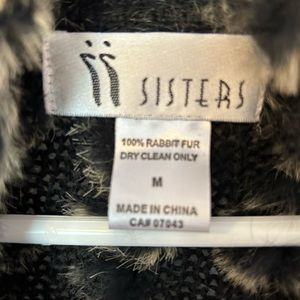 SISTERS
100% RABBIT FUR
DRY CLEAN ONLY
M
MADE IN CHINA
CA# 07043